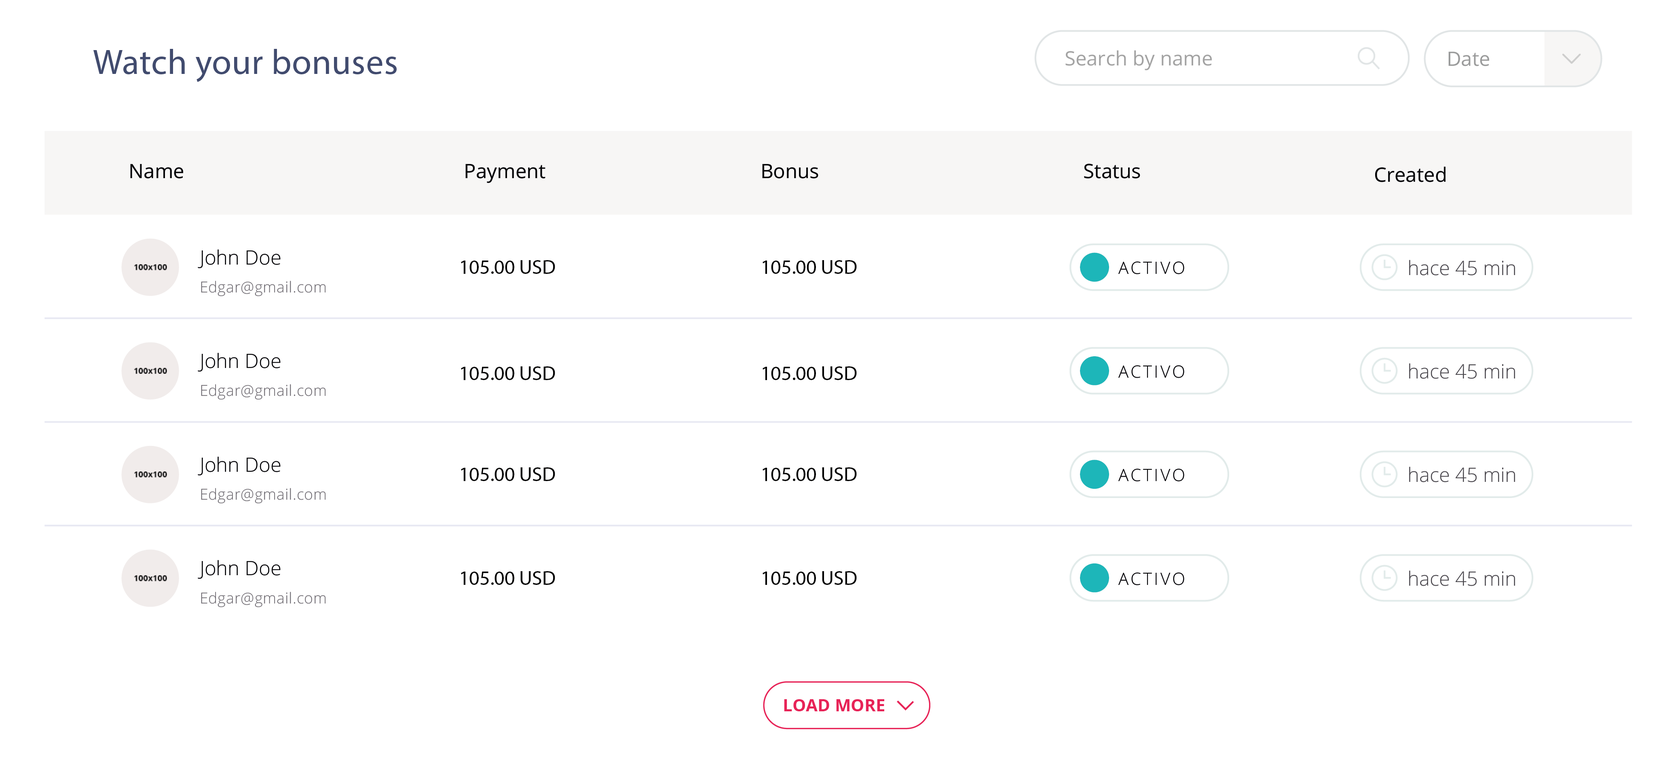 Watch your bonuses
Search by name
Date
Name Payment Bonus Status Created
100x100 John Doe 105.00 USD 105.00 USD ACTIVO hace 45 min
Edgar@gmail.com
100x100 John Doe 105.00 USD 105.00 USD ACTIVO hace 45 min
Edgar@gmail.com
100x100 John Doe 105.00 USD 105.00 USD ACTIVO hace 45 min
Edgar@gmail.com
100x100 John Doe 105.00 USD 105.00 USD ACTIVO hace 45 min
Edgar@gmail.com
LOAD MORE